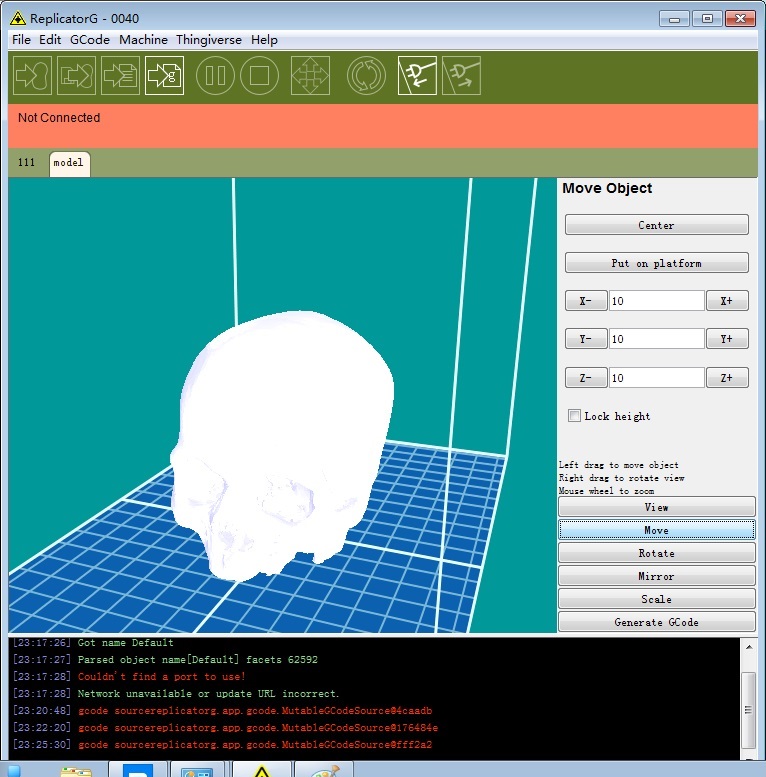 ReplicatorG - 0040
File Edit GCode Machine Thingiverse Help
Not Connected
111 model
Move Object
Center
Put on platform
X- 10 X+
Y- 10 Y+
Z- 10 Z+
Lock height
Left drag to move object
Right drag to rotate view
Mouse wheel to zoom
View
Move
Rotate
Mirror
Scale
Generate GCode
[23:17:26] Got name Default
[23:17:27] Parsed object name[Default] facets 62592
[23:17:28] Couldn't find a port to use!
[23:17:28] Network unavailable or update URL incorrect.
[23:20:48] gcode sourcereplicatorg.app.gcode.MutableGCodeSource@4caadb
[23:22:20] gcode sourcereplicatorg.app.gcode.MutableGCodeSource@176484e
[23:25:30] gcode sourcereplicatorg.app.gcode.MutableGCodeSource@fff2a2